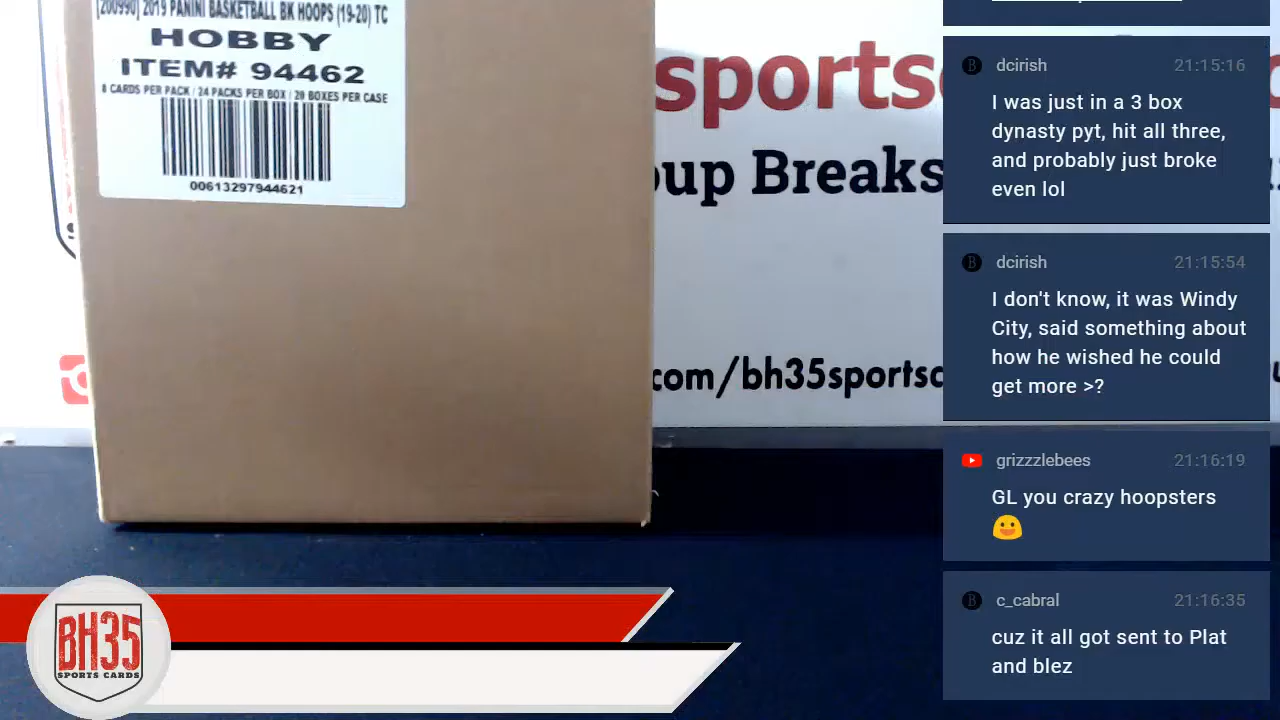 [200990] 2019 PANINI BASKETBALL BK HOOPS (19-20) TC
HOBBY
ITEM# 94462
8 CARDS PER PACK / 24 PACKS PER BOX / 20 BOXES PER CASE
00613297944621
sports
oup Breaks
com/bh35sportsc
BH35
SPORTS CARDS
dcirish 21:15:16
I was just in a 3 box
dynasty pyt, hit all three,
and probably just broke
even lol
dcirish 21:15:54
I don't know, it was Windy
City, said something about
how he wished he could
get more >?
grizzzlebees 21:16:19
GL you crazy hoopsters
c_cabral 21:16:35
cuz it all got sent to Plat
and blez